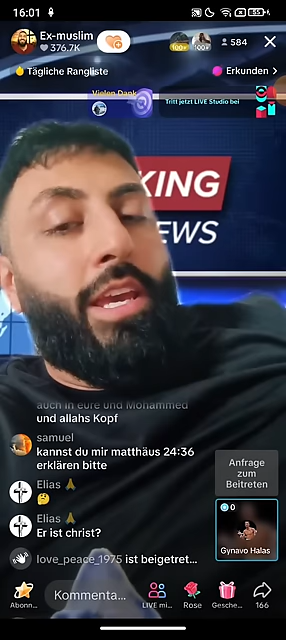 16:01
55
Ex-muslim
376.7K
100+
100+
584
Tägliche Rangliste
Erkunden >
Vielen Dank
Tritt jetzt LIVE Studio bei
KING
EWS
auch in eure und Mohammed
und allahs Kopf
samuel
kannst du mir matthäus 24:36
erklären bitte
Elias 🙏
🤔
Elias 🙏
Er ist christ?
love_peace_1975 ist beigetret...
Anfrage
zum
Beitreten
0
Gynavo Halas
Abonn...
Kommenta...
LIVE mi...
Rose
Gesche...
166